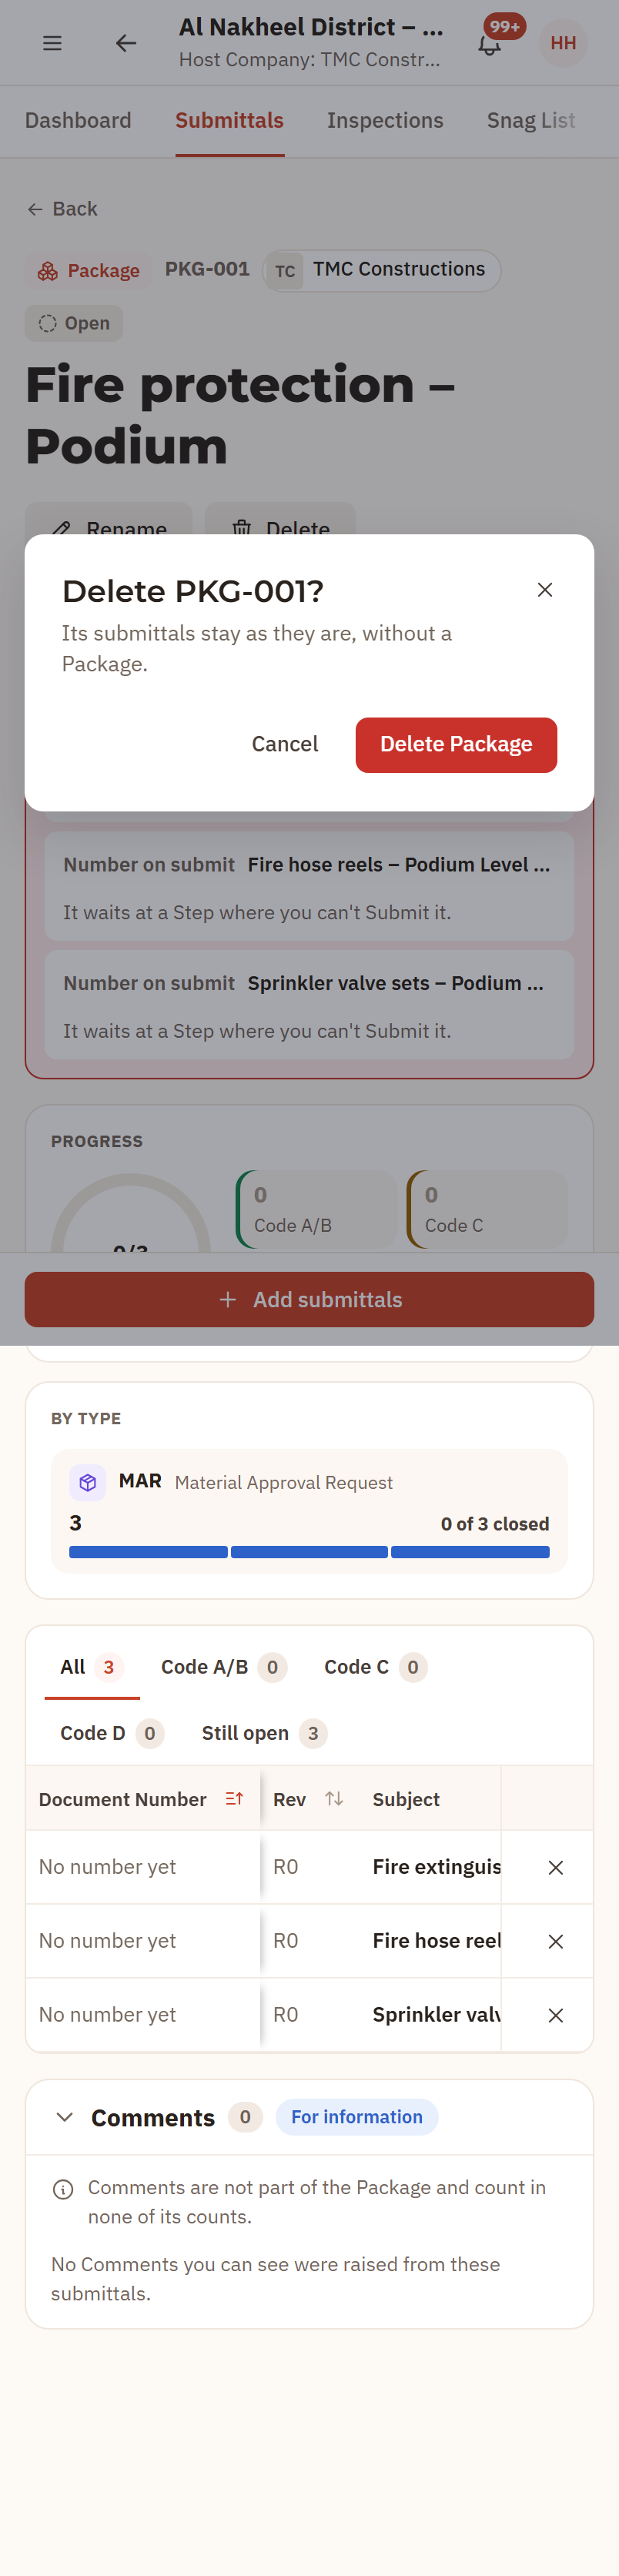 Al Nakheel District – ...
99+
HH
Host Company: TMC Constr...
Dashboard
Submittals
Inspections
Snag List
Back
Package
PKG-001
TC
TMC Constructions
Open
Fire protection –
Podium
Rename
Delete
Delete PKG-001?
Its submittals stay as they are, without a
Package.
Cancel
Delete Package
Number on submit Fire hose reels – Podium Level ...
It waits at a Step where you can't Submit it.
Number on submit Sprinkler valve sets – Podium ...
It waits at a Step where you can't Submit it.
PROGRESS
0/3
0
Code A/B
0
Code C
Add submittals
BY TYPE
MAR Material Approval Request
3
0 of 3 closed
All 3
Code A/B 0
Code C 0
Code D 0
Still open 3
Document Number
Rev
Subject
No number yet
R0
Fire extinguis
No number yet
R0
Fire hose reel
No number yet
R0
Sprinkler valv
Comments 0 For information
Comments are not part of the Package and count in
none of its counts.
No Comments you can see were raised from these
submittals.